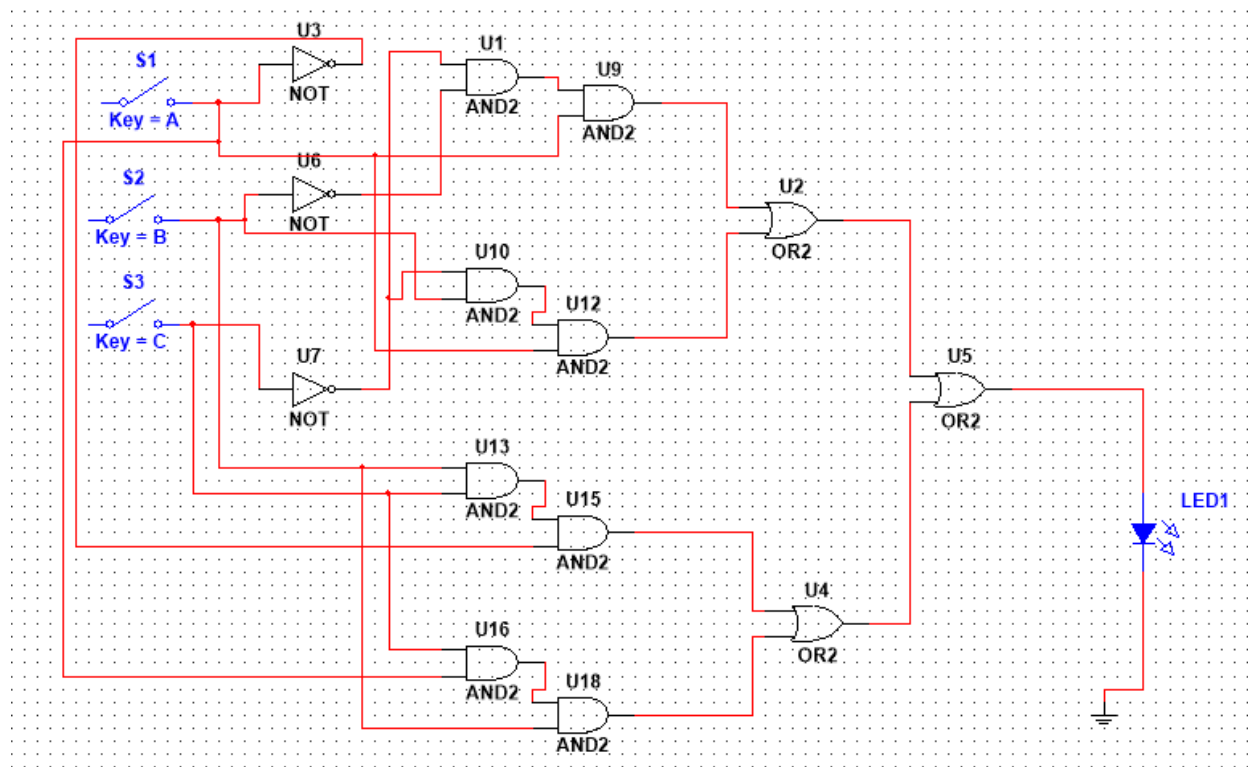 U3
S1
NOT
Key = A
U1
AND2
U9
AND2
U6
NOT
S2
Key = B
U2
OR2
S3
Key = C
U10
AND2
U12
AND2
U7
NOT
U5
OR2
U13
AND2
U15
AND2
LED1
U4
OR2
U16
AND2
U18
AND2